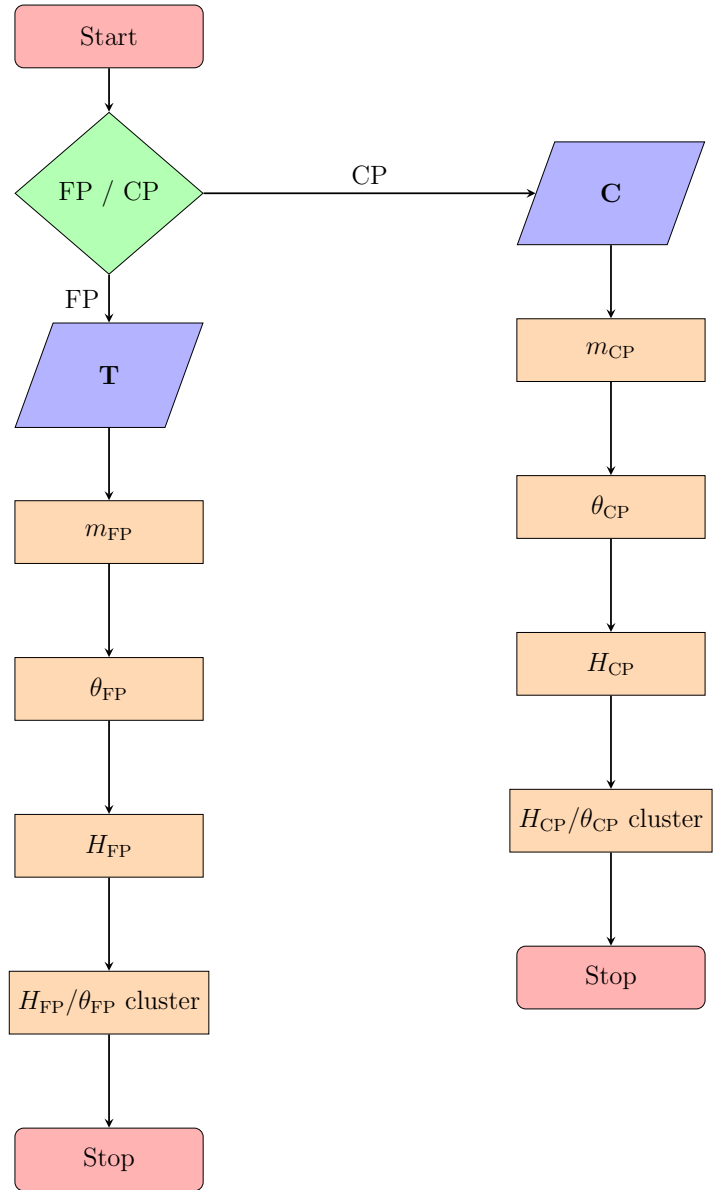 Start
FP / CP
CP
C
FP
T
m_CP
m_FP
θ_CP
θ_FP
H_CP
H_FP
H_CP/θ_CP cluster
H_FP/θ_FP cluster
Stop
Stop